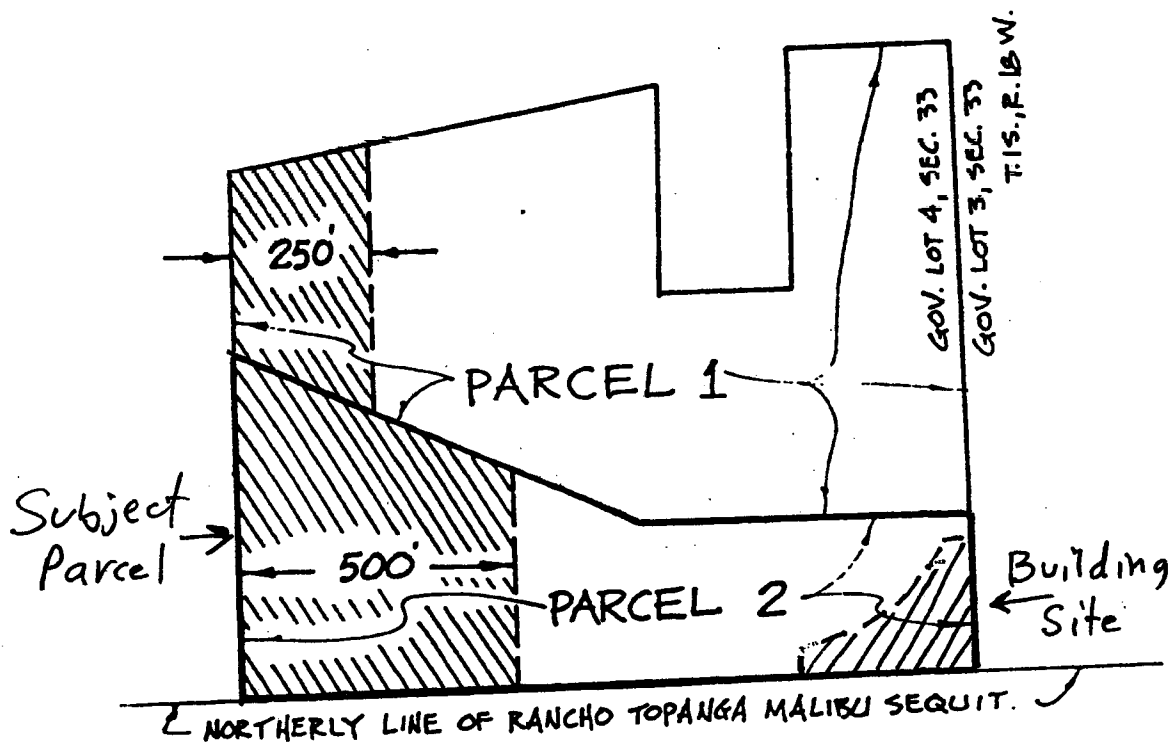 GOV. LOT 4, SEC. 33
GOV. LOT 3, SEC. 33
T.1S., R.18W.
250'
PARCEL 1
Subject
Parcel
500'
PARCEL 2
Building
Site
NORTHERLY LINE OF RANCHO TOPANGA MALIBU SEQUIT.